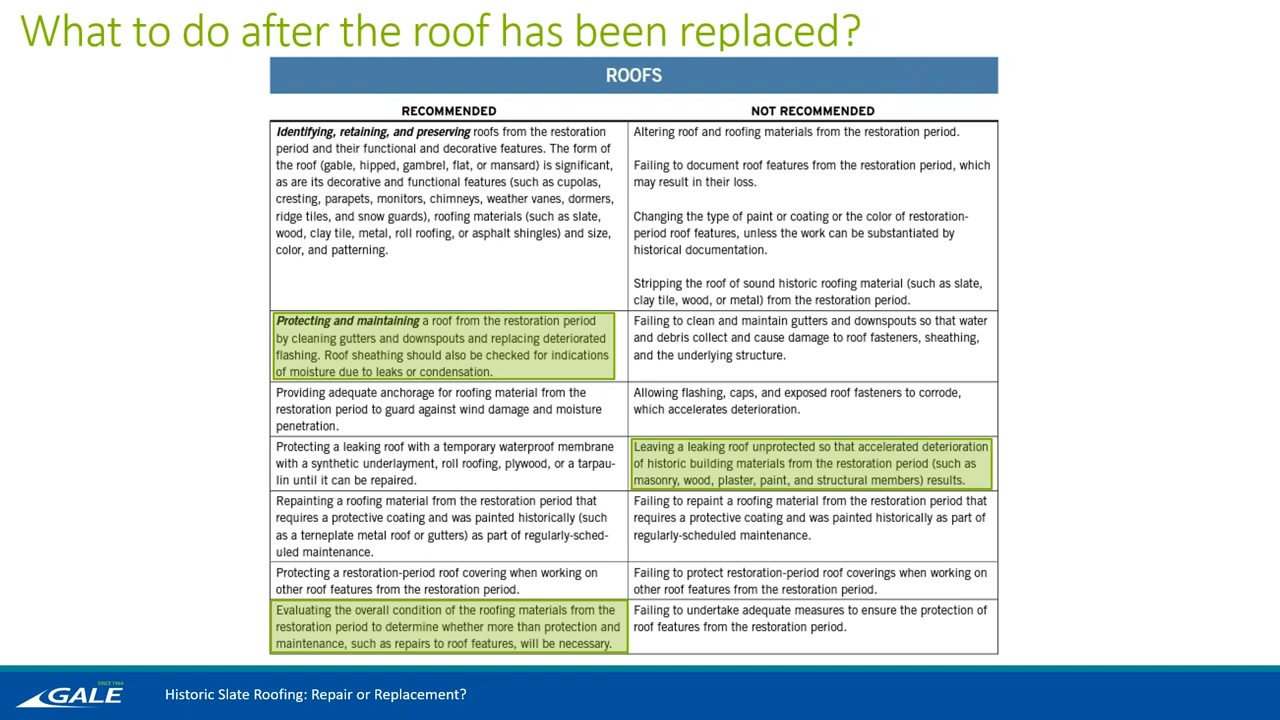 What to do after the roof has been replaced?
ROOFS
RECOMMENDED
NOT RECOMMENDED
Identifying, retaining, and preserving roofs from the restoration
period and their functional and decorative features. The form of
the roof (gable, hipped, gambrel, flat, or mansard) is significant,
as are its decorative and functional features (such as cupolas,
cresting, parapets, monitors, chimneys, weather vanes, dormers,
ridge tiles, and snow guards), roofing materials (such as slate,
wood, clay tile, metal, roll roofing, or asphalt shingles) and size,
color, and patterning.
Altering roof and roofing materials from the restoration period.
Failing to document roof features from the restoration period, which
may result in their loss.
Changing the type of paint or coating or the color of restoration-
period roof features, unless the work can be substantiated by
historical documentation.
Stripping the roof of sound historic roofing material (such as slate,
clay tile, wood, or metal) from the restoration period.
Protecting and maintaining a roof from the restoration period
by cleaning gutters and downspouts and replacing deteriorated
flashing. Roof sheathing should also be checked for indications
of moisture due to leaks or condensation.
Failing to clean and maintain gutters and downspouts so that water
and debris collect and cause damage to roof fasteners, sheathing,
and the underlying structure.
Providing adequate anchorage for roofing material from the
restoration period to guard against wind damage and moisture
penetration.
Allowing flashing, caps, and exposed roof fasteners to corrode,
which accelerates deterioration.
Protecting a leaking roof with a temporary waterproof membrane
with a synthetic underlayment, roll roofing, plywood, or a tarpau-
lin until it can be repaired.
Leaving a leaking roof unprotected so that accelerated deterioration
of historic building materials from the restoration period (such as
masonry, wood, plaster, paint, and structural members) results.
Repainting a roofing material from the restoration period that
requires a protective coating and was painted historically (such
as a terneplate metal roof or gutters) as part of regularly-sched-
uled maintenance.
Failing to repaint a roofing material from the restoration period that
requires a protective coating and was painted historically as part of
regularly-scheduled maintenance.
Protecting a restoration-period roof covering when working on
other roof features from the restoration period.
Failing to protect restoration-period roof coverings when working on
other roof features from the restoration period.
Evaluating the overall condition of the roofing materials from the
restoration period to determine whether more than protection and
maintenance, such as repairs to roof features, will be necessary.
Failing to undertake adequate measures to ensure the protection of
roof features from the restoration period.
SINCE 1964
GALE
Historic Slate Roofing: Repair or Replacement?